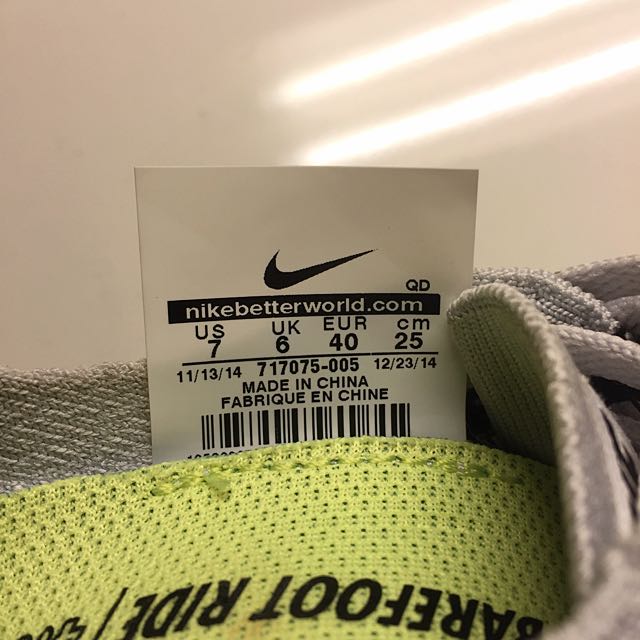 QD
nikebetterworld.com
US UK EUR cm
7 6 40 25
11/13/14 717075-005 12/23/14
MADE IN CHINA
FABRIQUE EN CHINE
BAREFOOT RIDE /